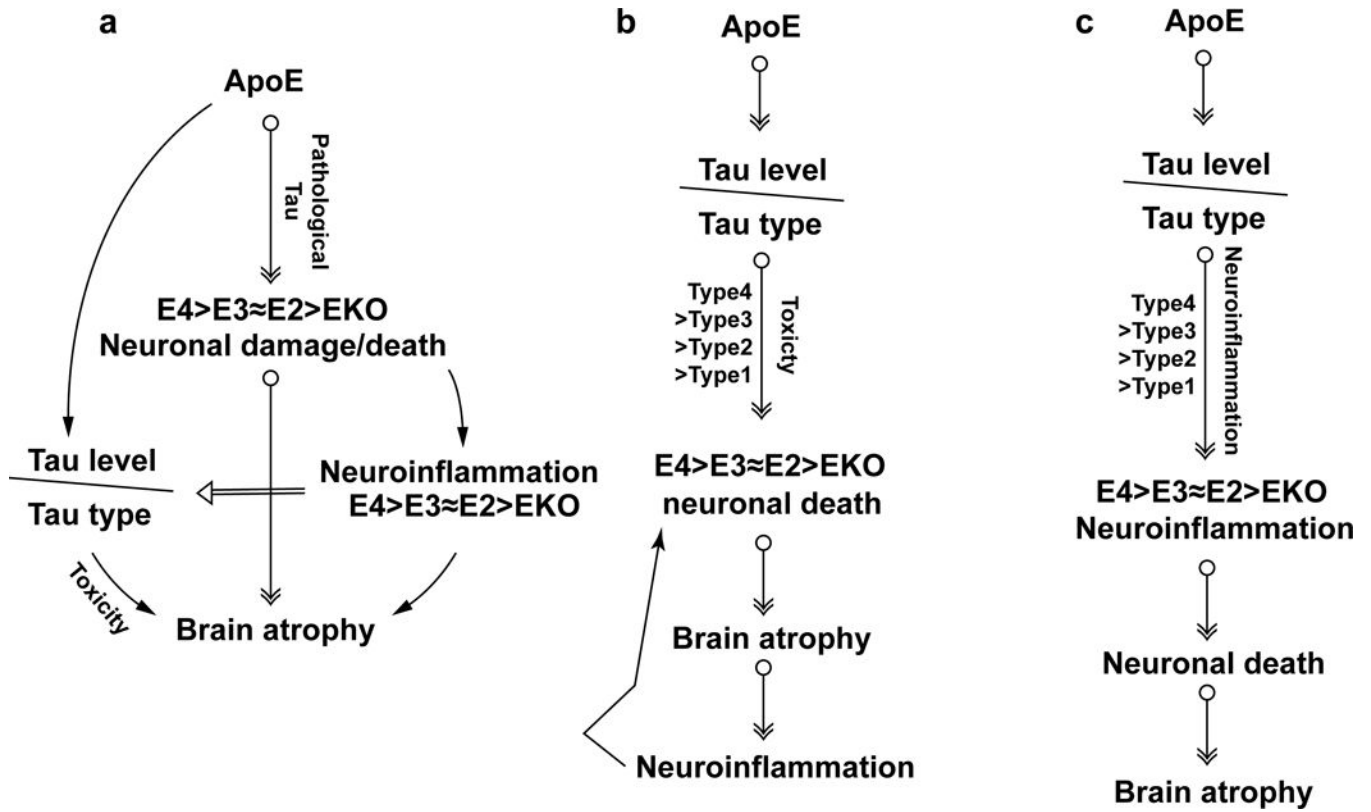 a
ApoE
Pathological
Tau
E4>E3≈E2>EKO
Neuronal damage/death
Tau level
Tau type
Neuroinflammation
E4>E3≈E2>EKO
Toxicity
Brain atrophy
b
ApoE
Tau level
Tau type
Type4
>Type3
>Type2
>Type1
Toxicty
E4>E3≈E2>EKO
neuronal death
Brain atrophy
Neuroinflammation
c
ApoE
Tau level
Tau type
Type4
>Type3
>Type2
>Type1
Neuroinflammation
E4>E3≈E2>EKO
Neuroinflammation
Neuronal death
Brain atrophy